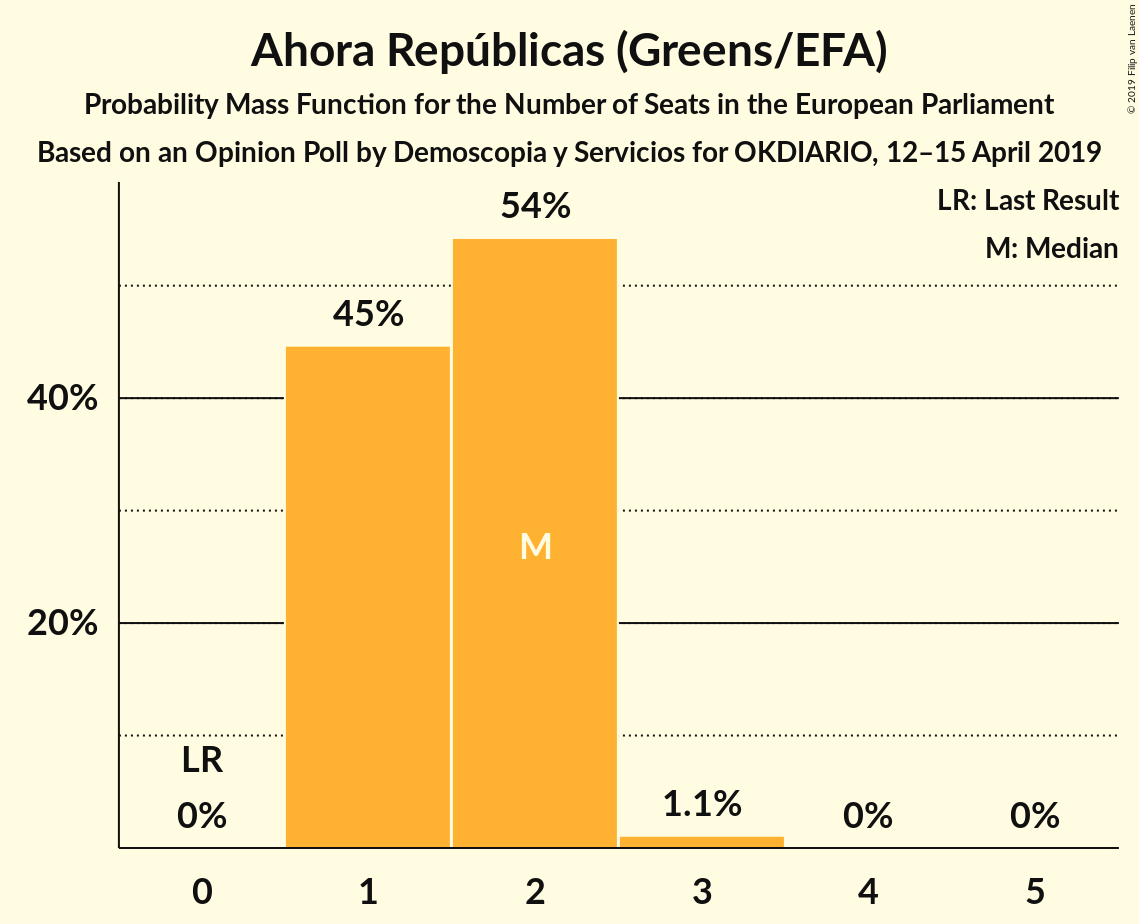 Ahora Repúblicas (Greens/EFA)
Probability Mass Function for the Number of Seats in the European Parliament
Based on an Opinion Poll by Demoscopia y Servicios for OKDIARIO, 12–15 April 2019
© 2019 Filip van Laenen
LR: Last Result
M: Median
54%
45%
40%
M
20%
LR
0%
1.1%
0%
0%
0 1 2 3 4 5